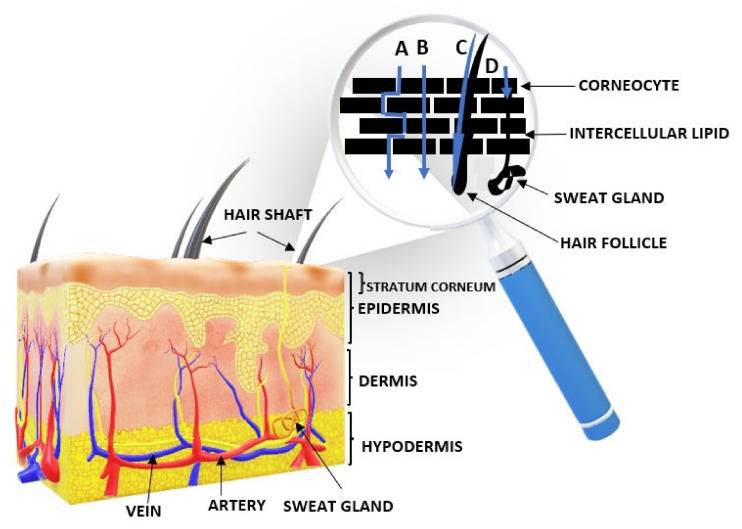 A B C
D
CORNEOCYTE
INTERCELLULAR LIPID
SWEAT GLAND
HAIR FOLLICLE
HAIR SHAFT
STRATUM CORNEUM
EPIDERMIS
DERMIS
HYPODERMIS
VEIN
ARTERY
SWEAT GLAND